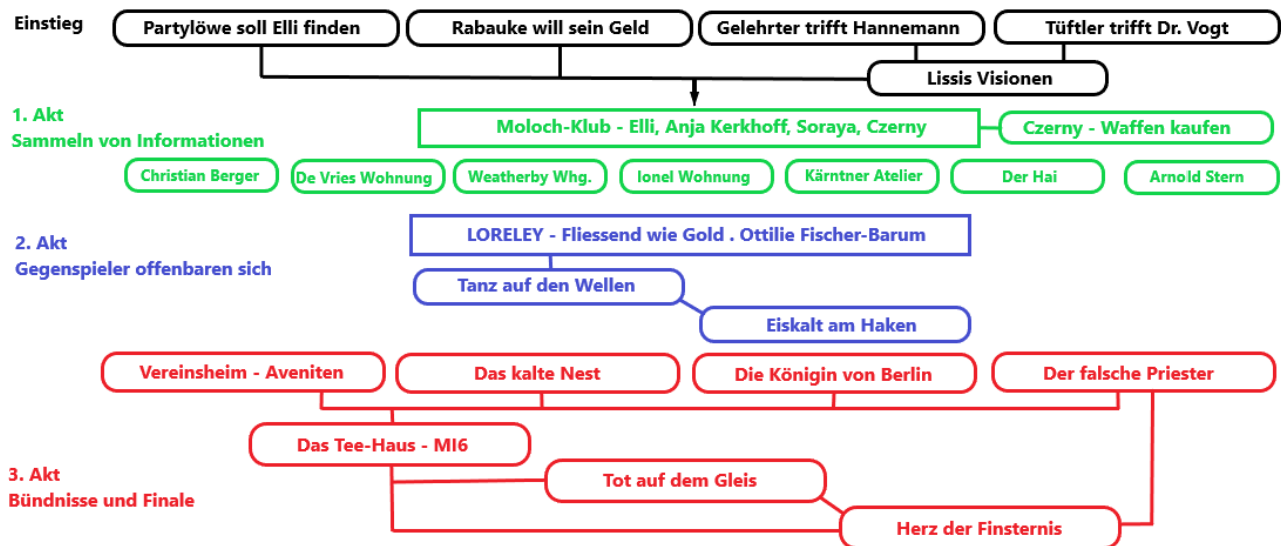 Einstieg
Partylöwe soll Elli finden
Rabauke will sein Geld
Gelehrter trifft Hannemann
Tüftler trifft Dr. Vogt
Lissis Visionen
1. Akt
Sammeln von Informationen
Moloch-Klub - Elli, Anja Kerkhoff, Soraya, Czerny
Czerny - Waffen kaufen
Christian Berger
De Vries Wohnung
Weatherby Whg.
Ionel Wohnung
Kärntner Atelier
Der Hai
Arnold Stern
2. Akt
Gegenspieler offenbaren sich
LORELEY - Fliessend wie Gold . Ottilie Fischer-Barum
Tanz auf den Wellen
Eiskalt am Haken
Vereinsheim - Aveniten
Das kalte Nest
Die Königin von Berlin
Der falsche Priester
Das Tee-Haus - MI6
3. Akt
Bündnisse und Finale
Tot auf dem Gleis
Herz der Finsternis